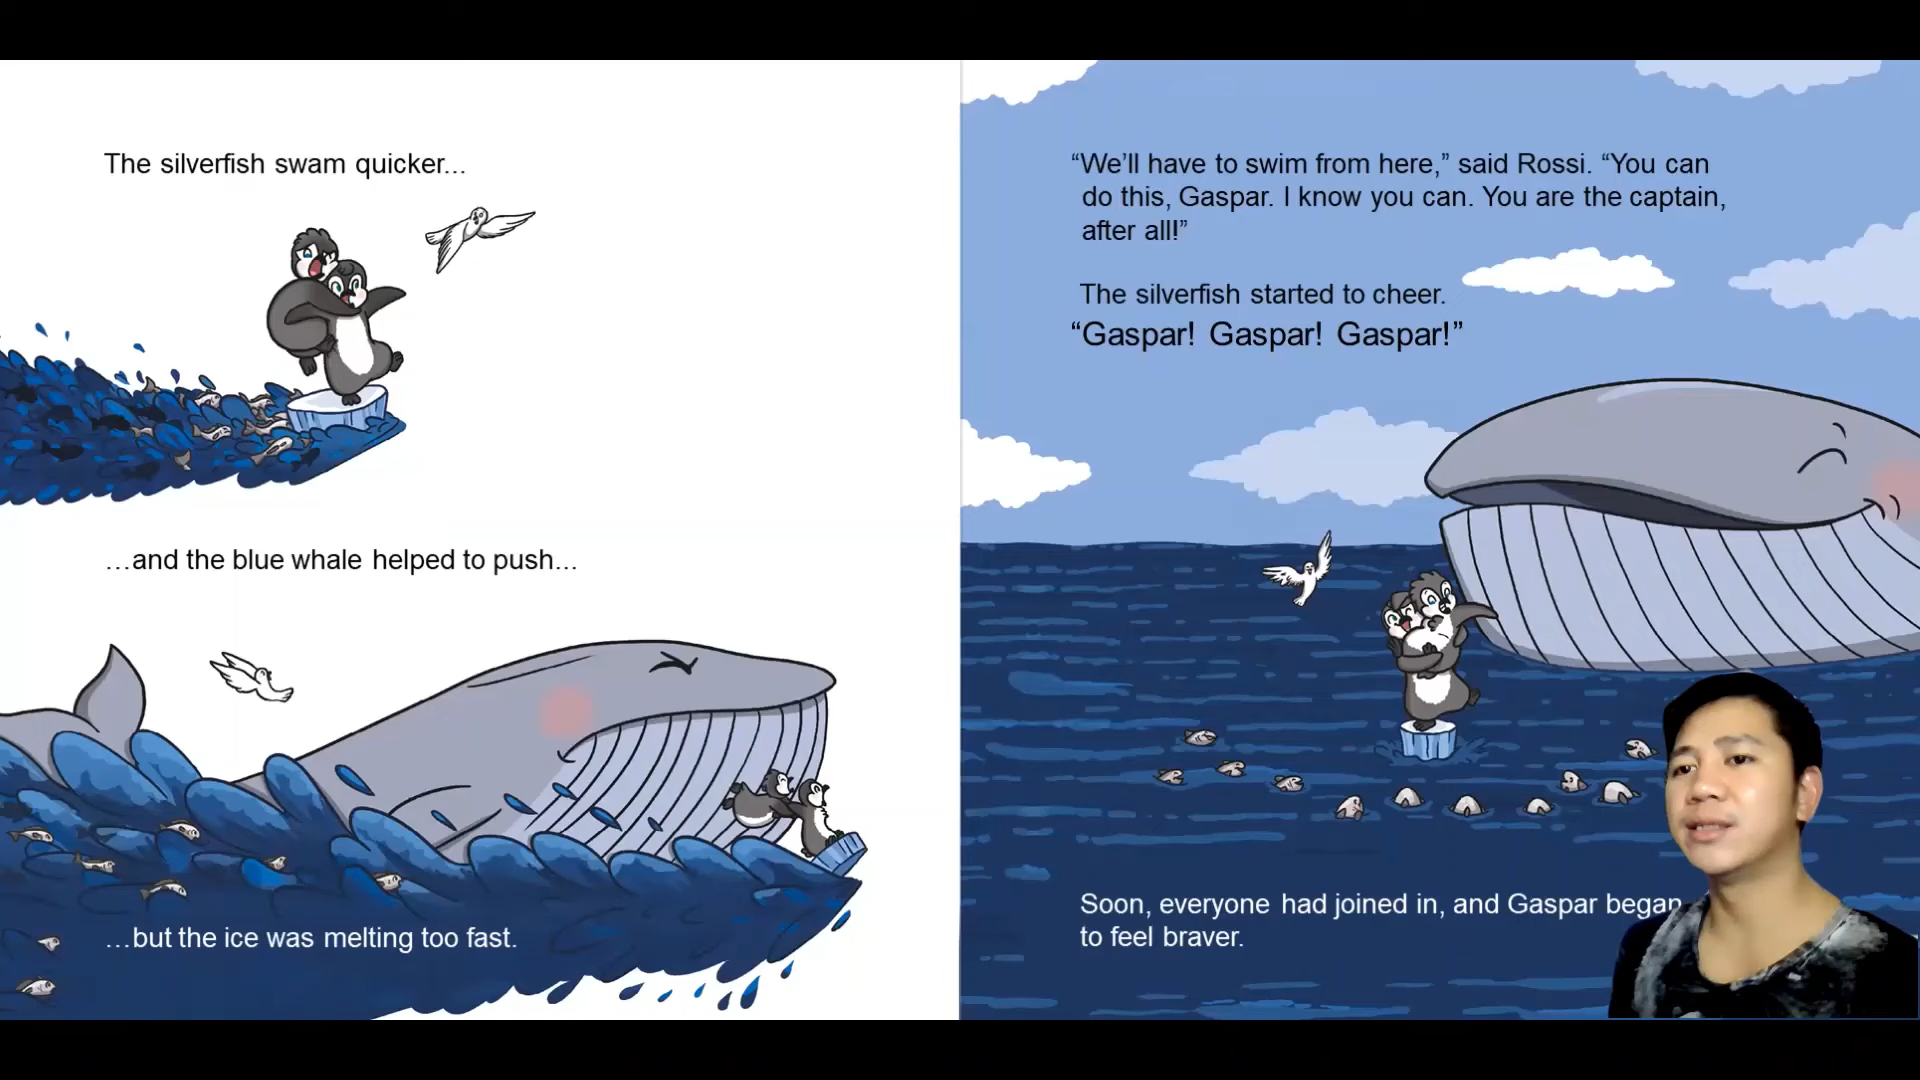 The silverfish swam quicker...
…and the blue whale helped to push...
…but the ice was melting too fast.
“We’ll have to swim from here,” said Rossi. “You can
do this, Gaspar. I know you can. You are the captain,
after all!”
The silverfish started to cheer.
“Gaspar! Gaspar! Gaspar!”
Soon, everyone had joined in, and Gaspar began
to feel braver.